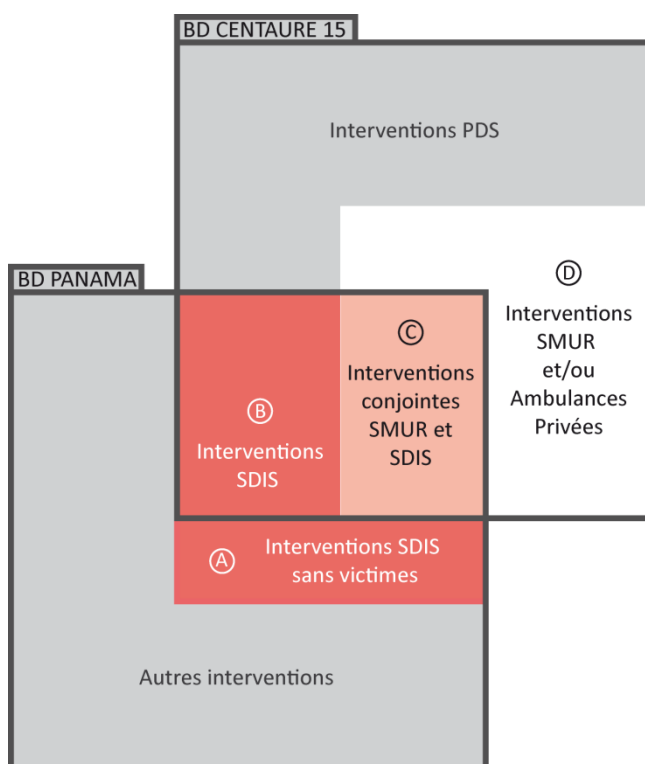 BD CENTAURE 15
Interventions PDS
BD PANAMA
D
Interventions
SMUR
et/ou
Ambulances
Privées
C
Interventions
conjointes
SMUR et
SDIS
B
Interventions
SDIS
A
Interventions SDIS
sans victimes
Autres interventions